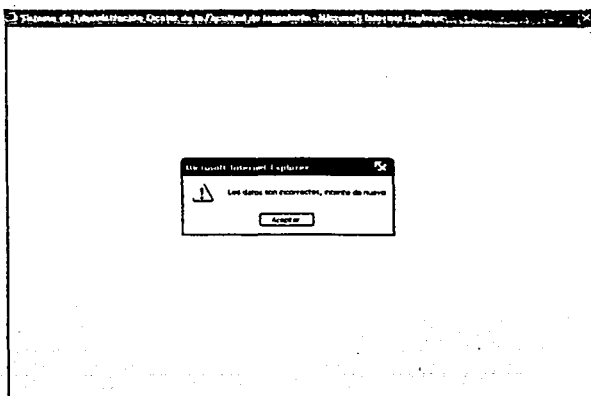 Sistema de Administración Escolar de la Facultad de Ingeniería - Microsoft Internet Explorer
Microsoft Internet Explorer
Los datos son incorrectos, intente de nuevo
Aceptar